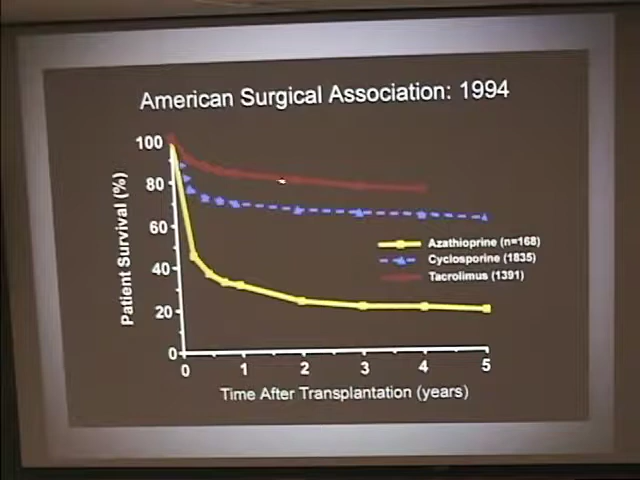 American Surgical Association: 1994
100
80
60
40
20
0
Patient Survival (%)
Azathioprine (n=168)
Cyclosporine (1835)
Tacrolimus (1391)
0 1 2 3 4 5
Time After Transplantation (years)